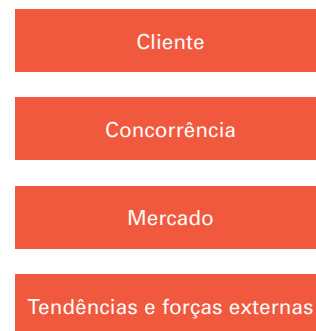 Cliente
Concorrência
Mercado
Tendências e forças externas